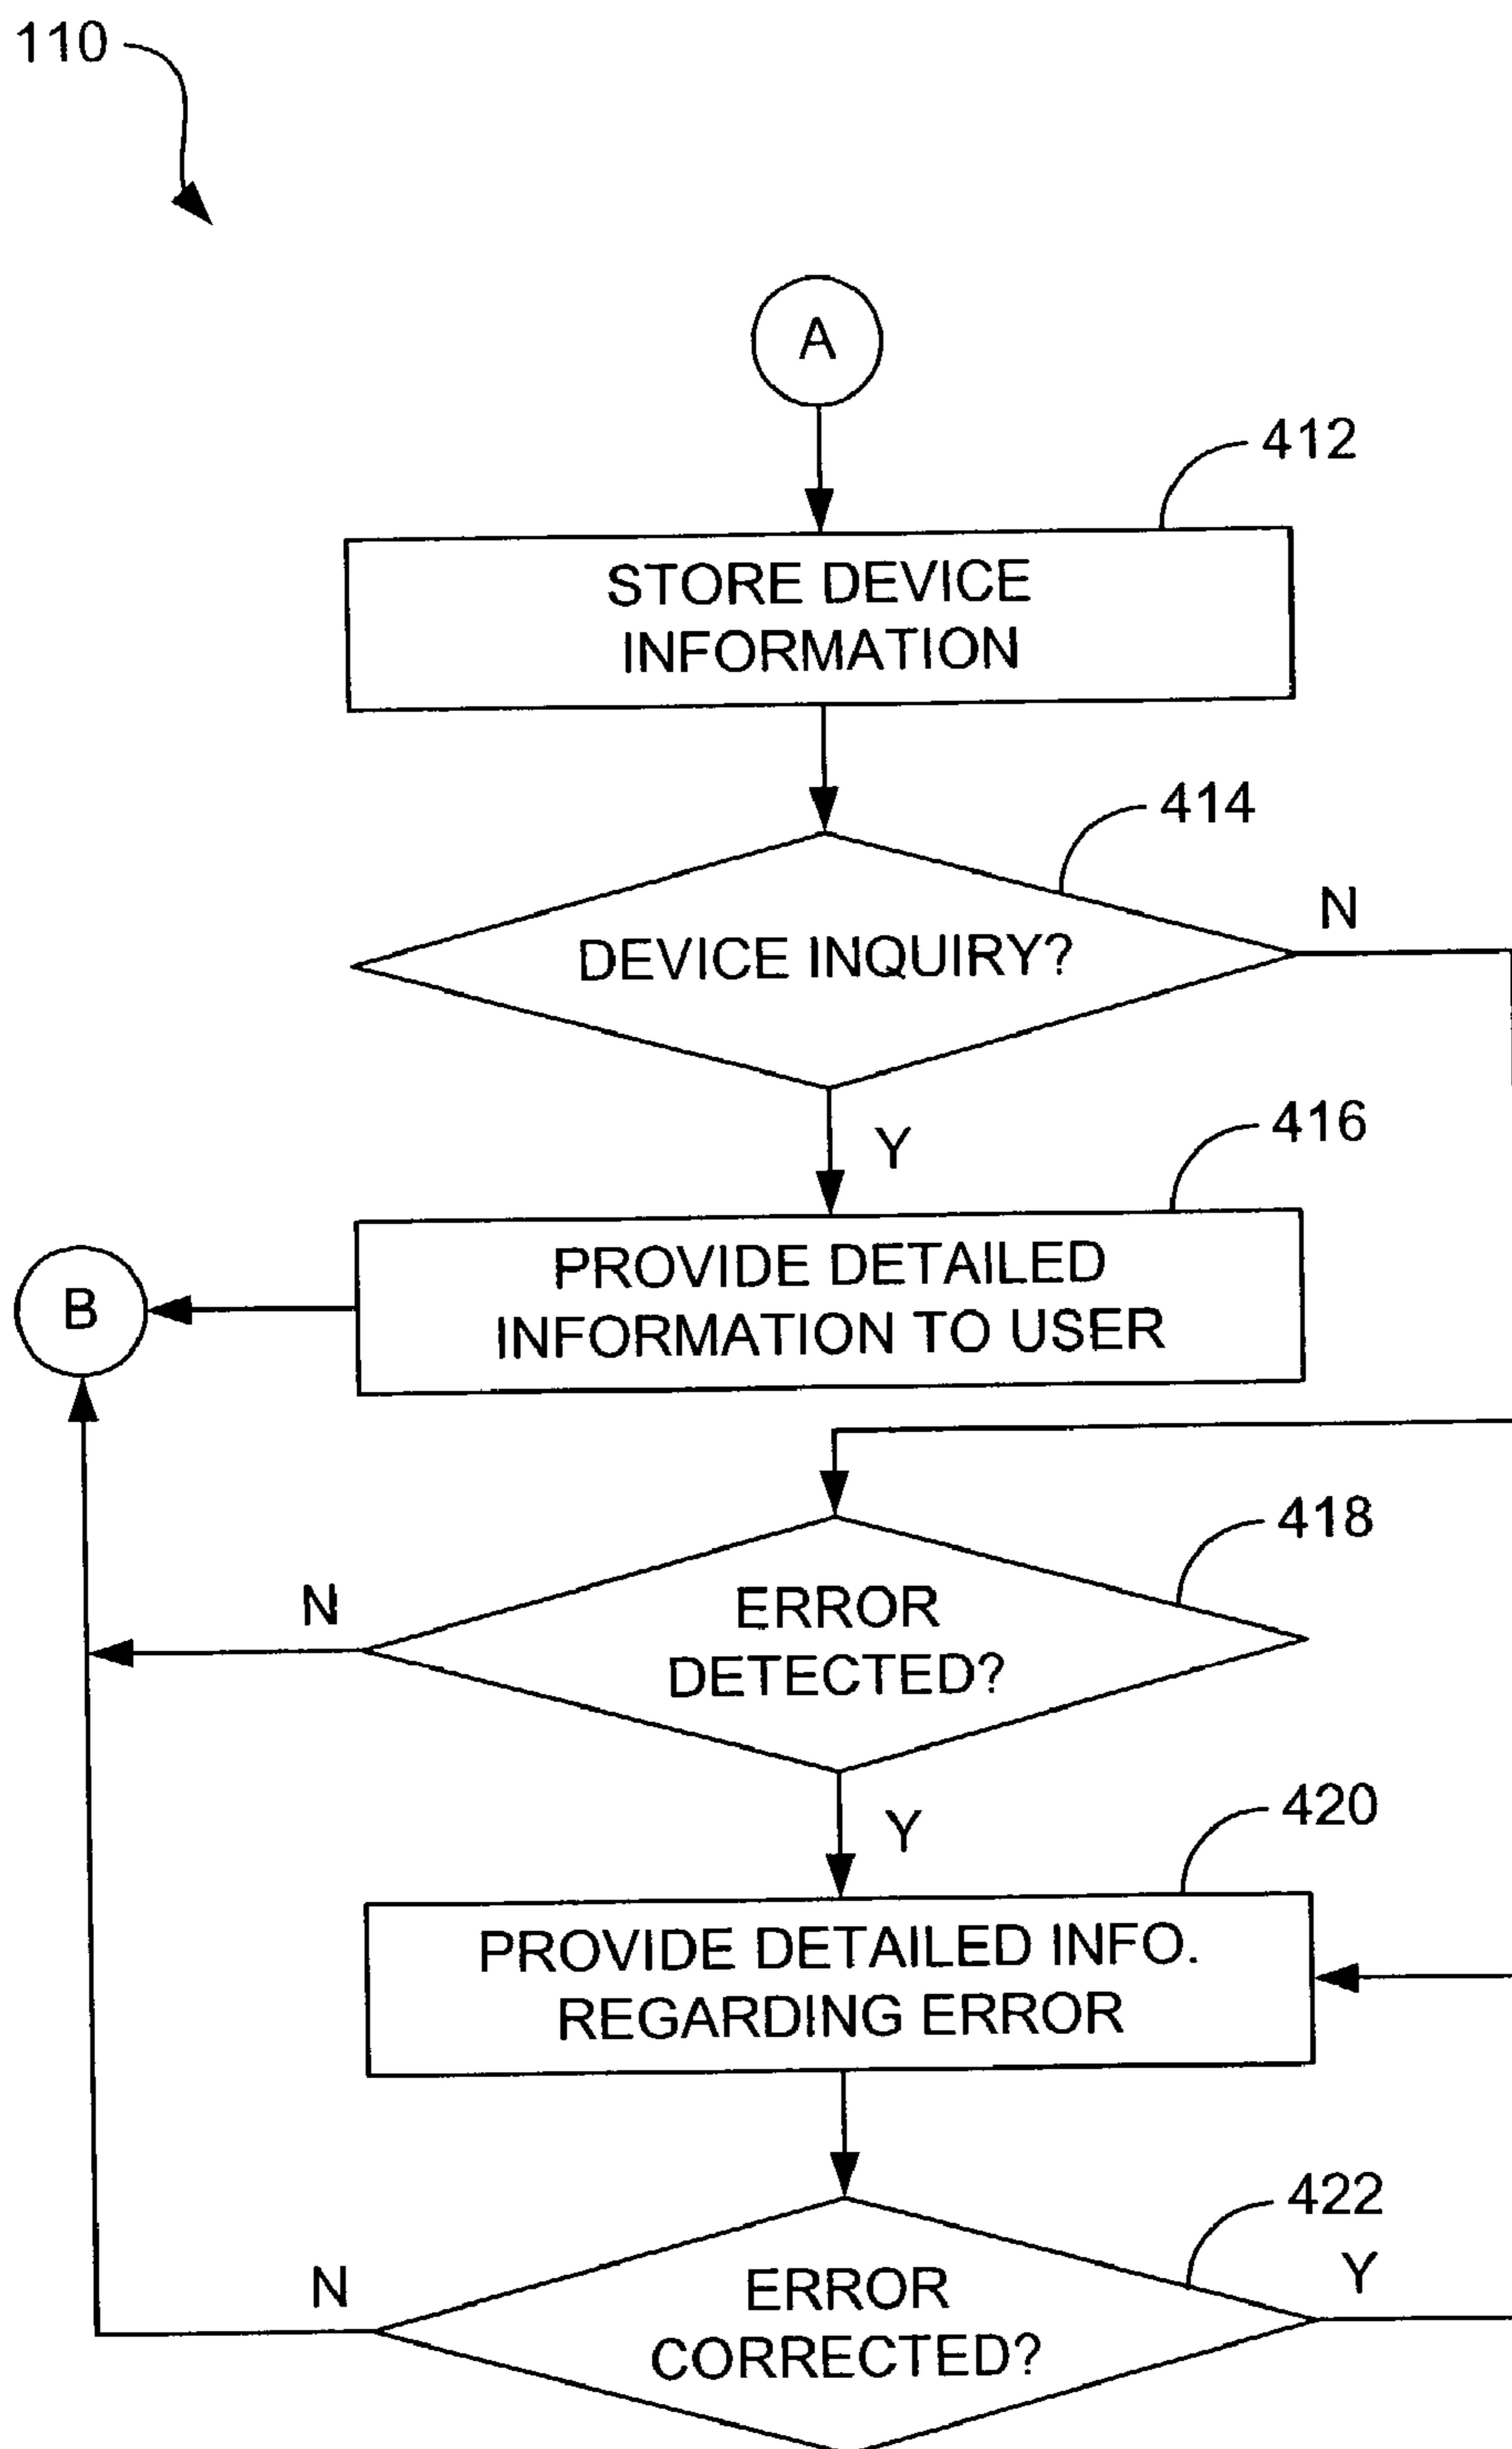 110
A
412
STORE DEVICE
INFORMATION
414
DEVICE INQUIRY?
N
Y
416
PROVIDE DETAILED
INFORMATION TO USER
B
418
ERROR
DETECTED?
N
Y
420
PROVIDE DETAILED INFO.
REGARDING ERROR
422
ERROR
CORRECTED?
N
Y